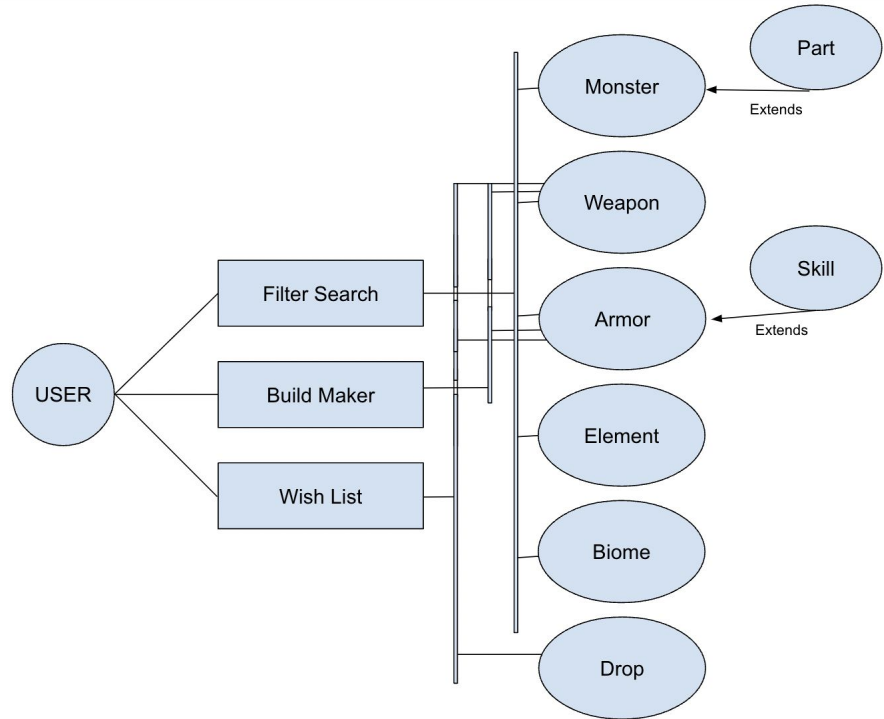 Part
Monster
Extends
Weapon
Skill
Filter Search
Armor
Extends
USER
Build Maker
Element
Wish List
Biome
Drop